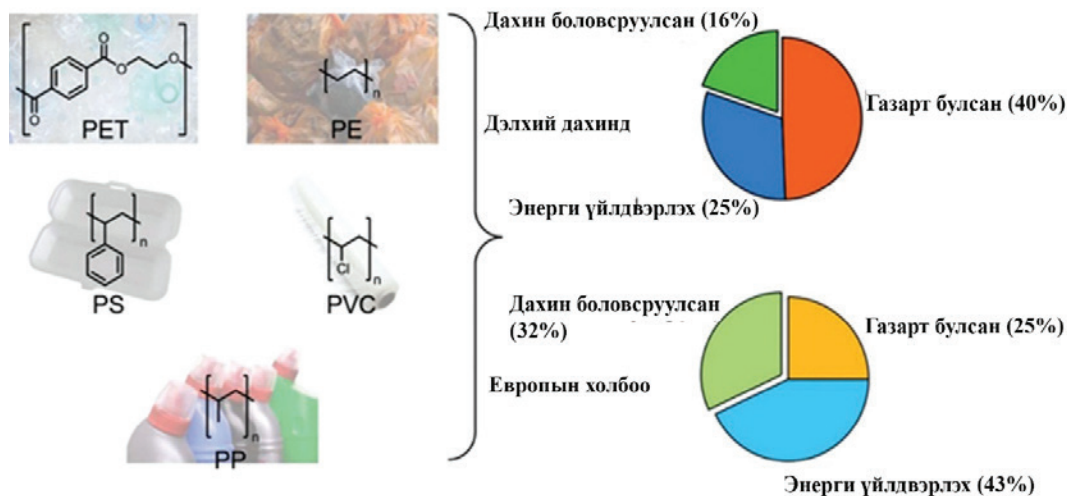 PET
PE
n
PS
n
PVC
Cl
n
PP
n
O
O
O
O
Дахин боловсруулсан (16%)
Газарт булсан (40%)
Дэлхий дахинд
Энерги үйлдвэрлэх (25%)
Дахин боловсруулсан
(32%)
Газарт булсан (25%)
Европын холбоо
Энерги үйлдвэрлэх (43%)